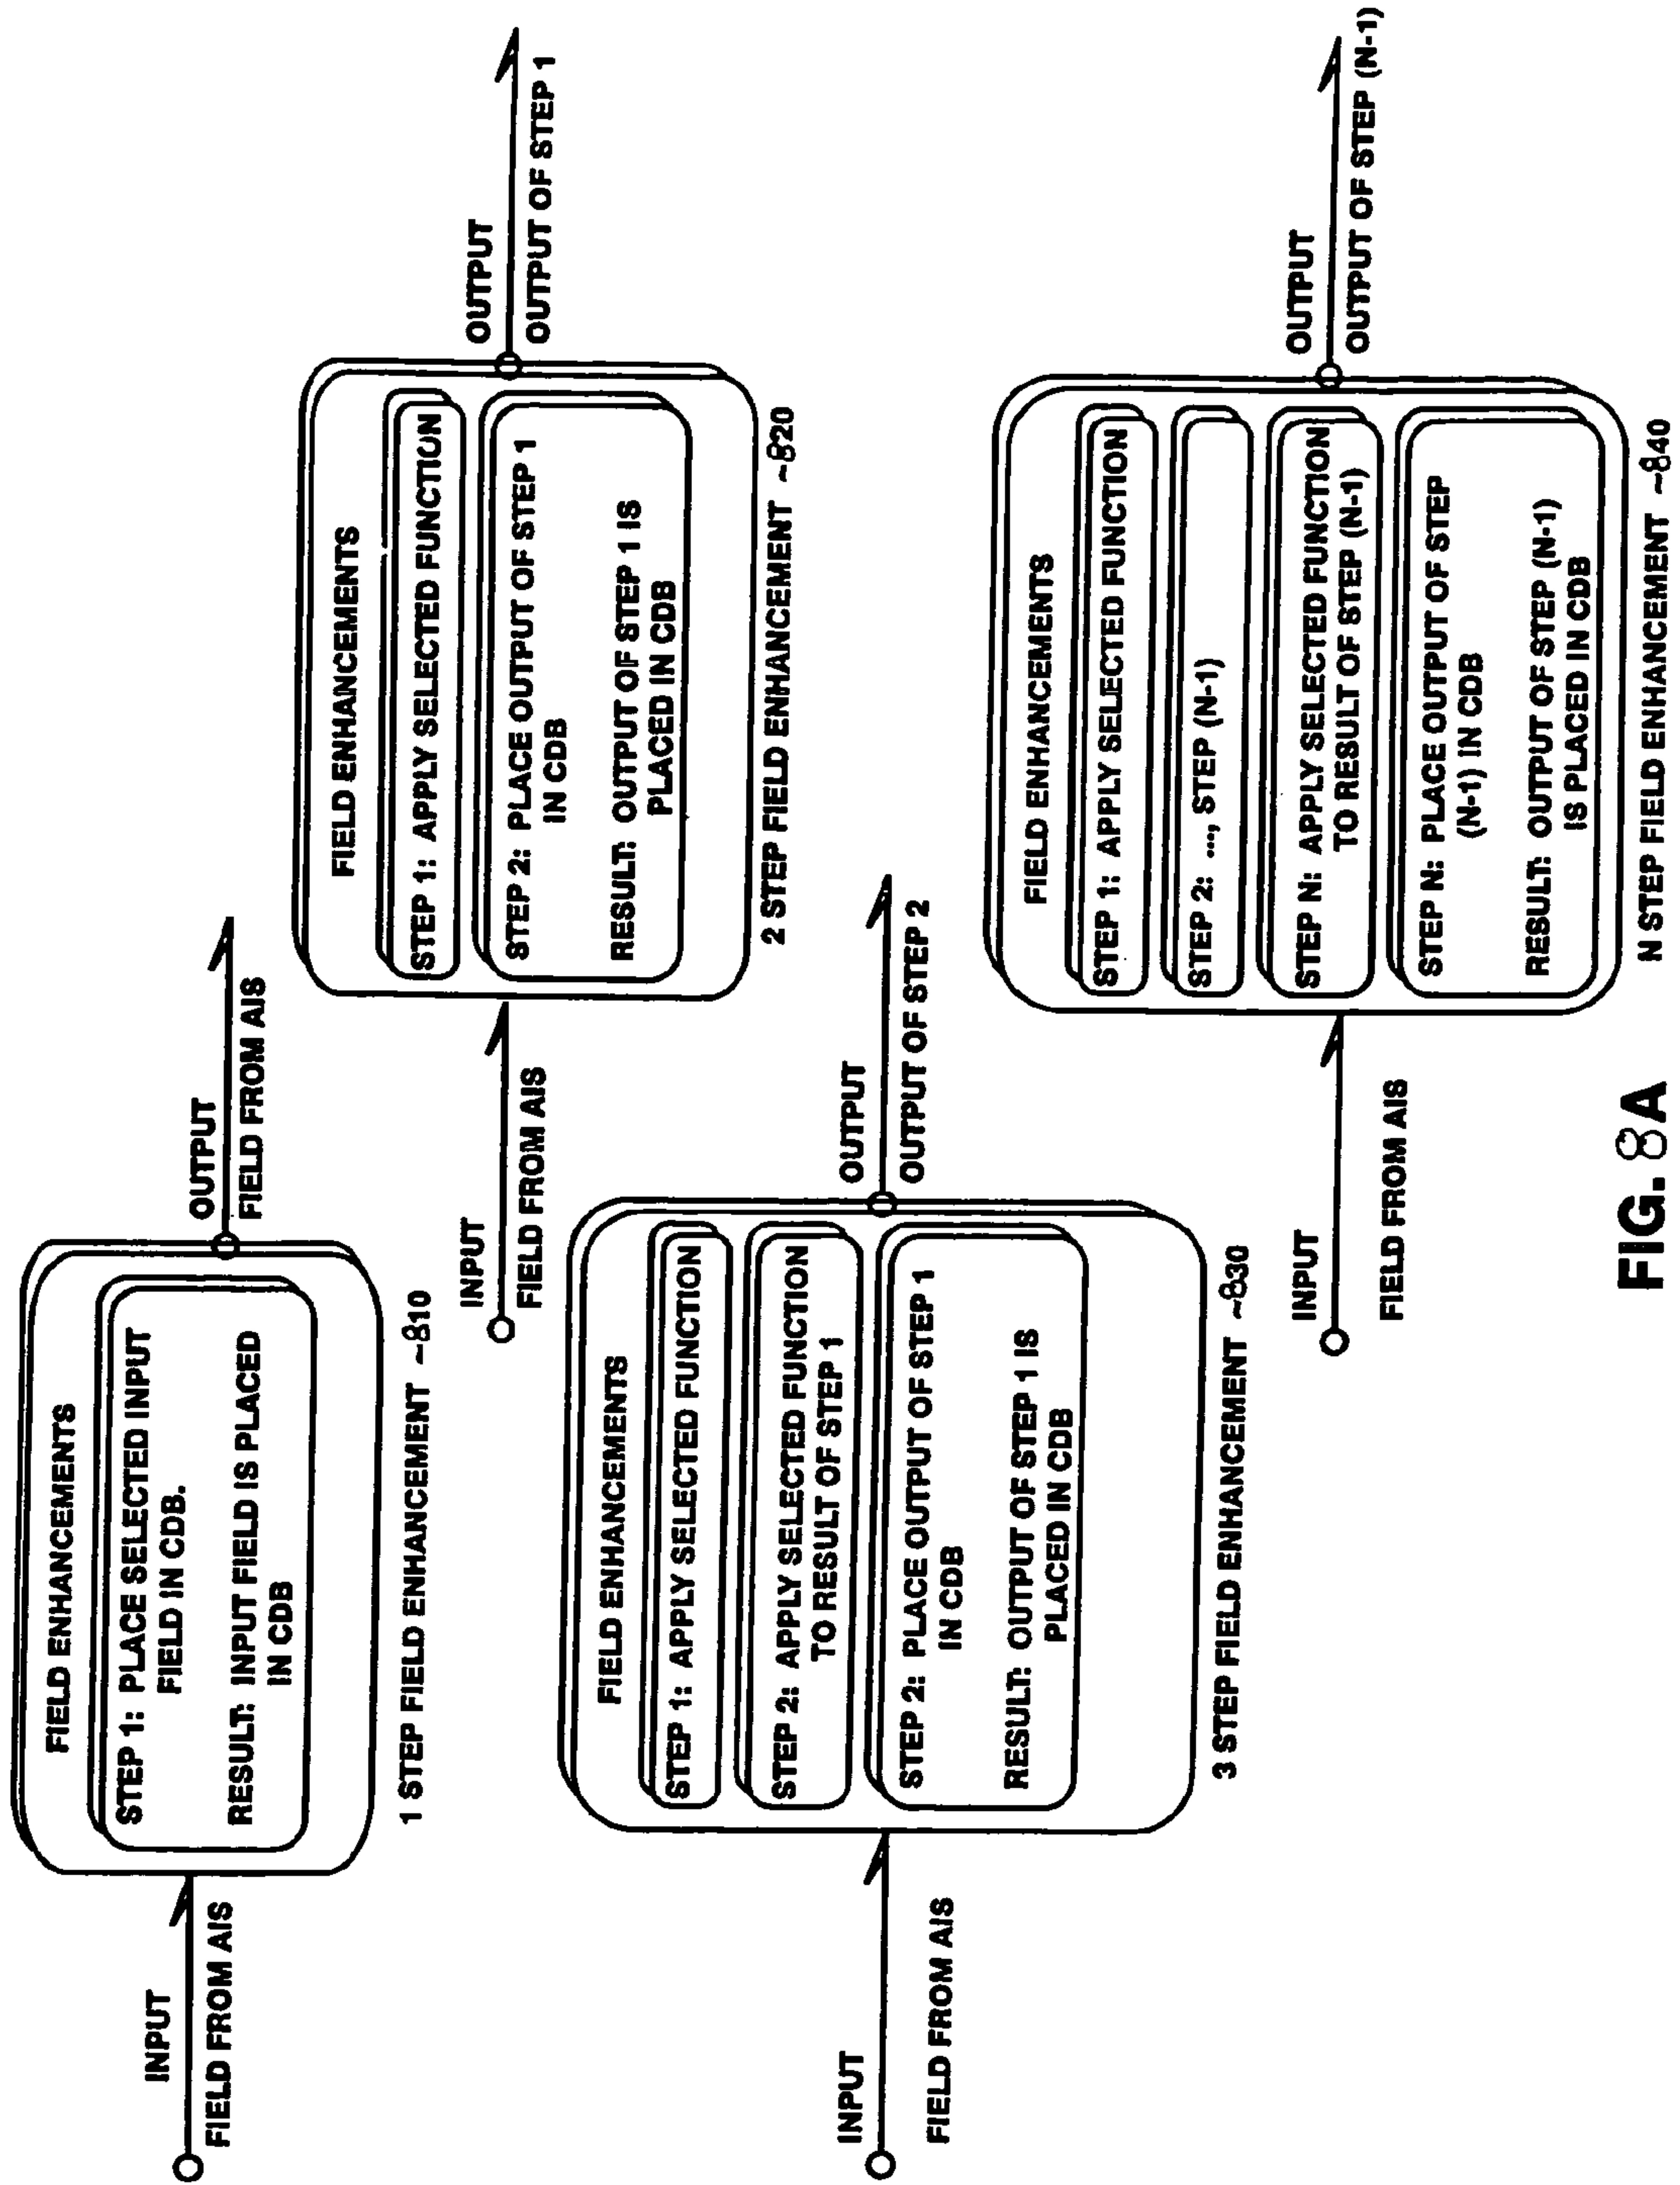 FIELD ENHANCEMENTS
STEP 1: PLACE SELECTED INPUT
FIELD IN CDB.
RESULT: INPUT FIELD IS PLACED
IN CDB
INPUT
FIELD FROM AIS
OUTPUT
FIELD FROM AIS
1 STEP FIELD ENHANCEMENT ~810
FIELD ENHANCEMENTS
STEP 1: APPLY SELECTED FUNCTION
STEP 2: PLACE OUTPUT OF STEP 1
IN CDB
RESULT: OUTPUT OF STEP 1 IS
PLACED IN CDB
INPUT
FIELD FROM AIS
OUTPUT
OUTPUT OF STEP 1
2 STEP FIELD ENHANCEMENT ~820
FIELD ENHANCEMENTS
STEP 1: APPLY SELECTED FUNCTION
STEP 2: APPLY SELECTED FUNCTION
TO RESULT OF STEP 1
STEP 2: PLACE OUTPUT OF STEP 1
IN CDB
RESULT: OUTPUT OF STEP 1 IS
PLACED IN CDB
INPUT
FIELD FROM AIS
OUTPUT
OUTPUT OF STEP 2
3 STEP FIELD ENHANCEMENT ~830
FIELD ENHANCEMENTS
STEP 1: APPLY SELECTED FUNCTION
STEP 2: ..., STEP (N-1)
STEP N: APPLY SELECTED FUNCTION
TO RESULT OF STEP (N-1)
STEP N: PLACE OUTPUT OF STEP
(N-1) IN CDB
RESULT: OUTPUT OF STEP (N-1)
IS PLACED IN CDB
INPUT
FIELD FROM AIS
OUTPUT
OUTPUT OF STEP (N-1)
N STEP FIELD ENHANCEMENT ~840
FIG. 8A